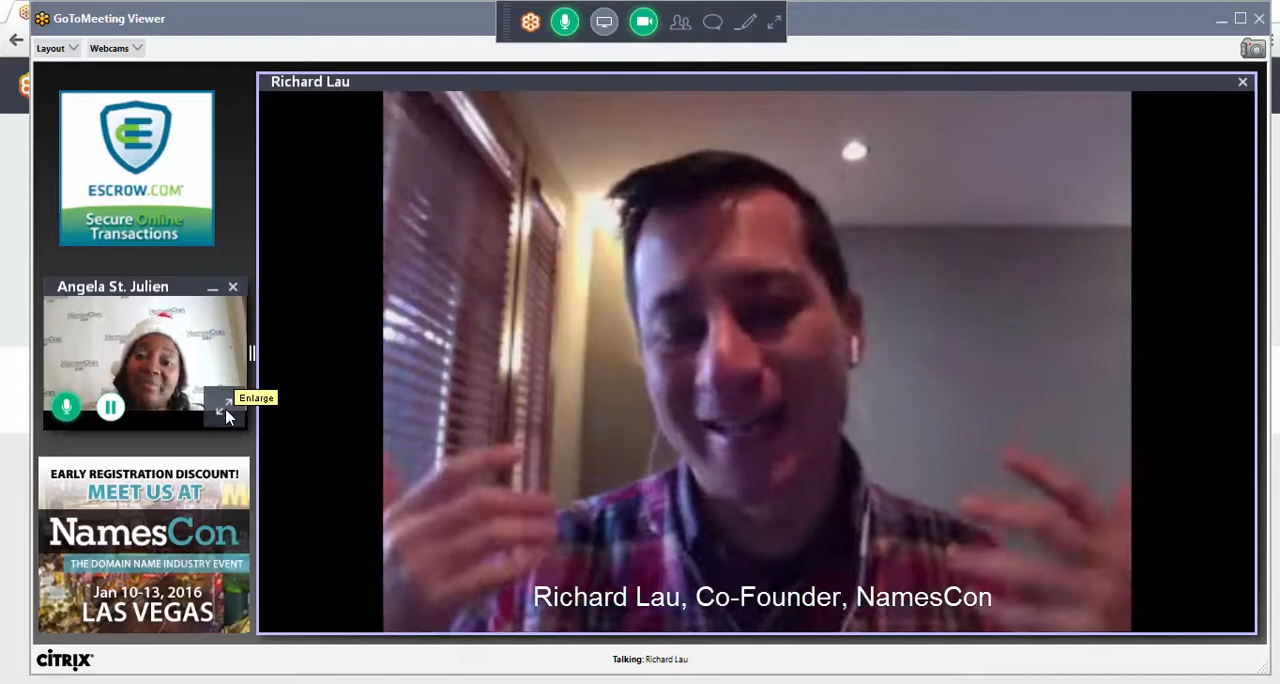 GoToMeeting Viewer
Layout
Webcams
Richard Lau
ESCROW.COM
Secure Online
Transactions
Angela St. Julien
NamesCon
Enlarge
EARLY REGISTRATION DISCOUNT!
MEET US AT
NamesCon
THE DOMAIN NAME INDUSTRY EVENT
Jan 10-13, 2016
LAS VEGAS
Richard Lau, Co-Founder, NamesCon
CITRIX
Talking: Richard Lau